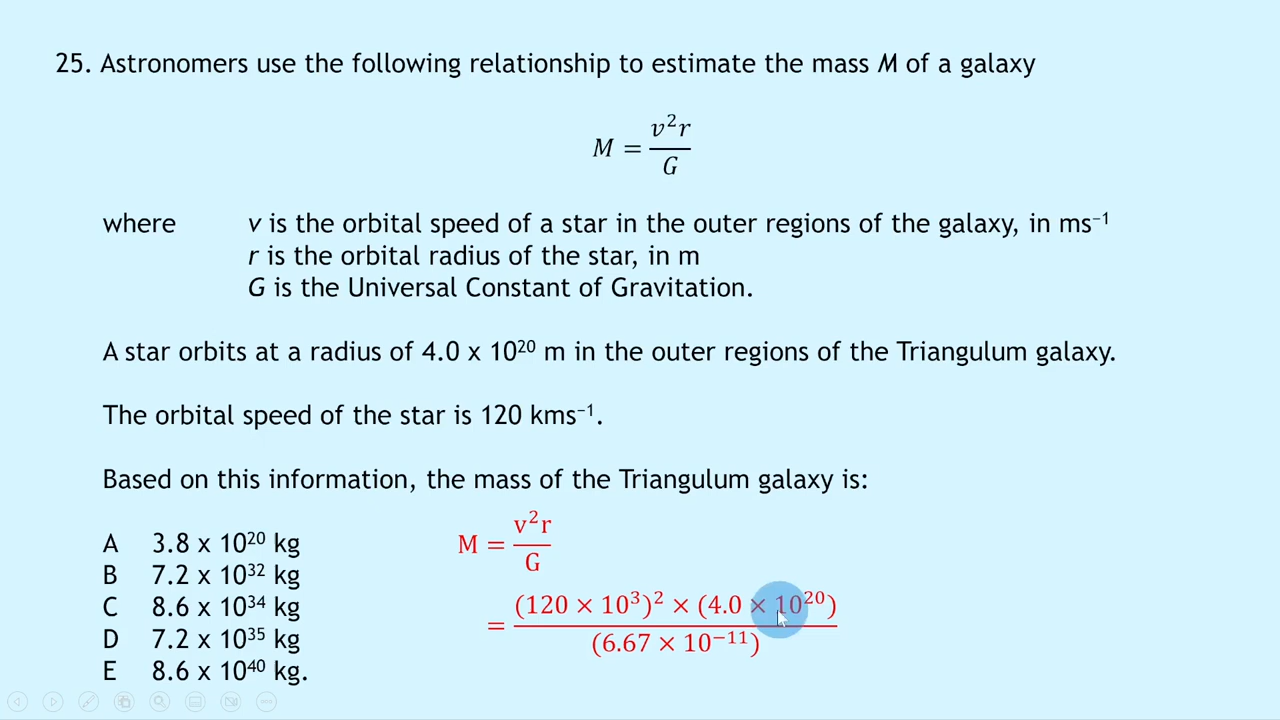 25. Astronomers use the following relationship to estimate the mass M of a galaxy
M = v²r / G
where v is the orbital speed of a star in the outer regions of the galaxy, in ms⁻¹
r is the orbital radius of the star, in m
G is the Universal Constant of Gravitation.
A star orbits at a radius of 4.0 x 10²⁰ m in the outer regions of the Triangulum galaxy.
The orbital speed of the star is 120 kms⁻¹.
Based on this information, the mass of the Triangulum galaxy is:
A 3.8 x 10²⁰ kg
B 7.2 x 10³² kg
C 8.6 x 10³⁴ kg
D 7.2 x 10³⁵ kg
E 8.6 x 10⁴⁰ kg.
M = v²r / G
= (120 × 10³)² × (4.0 × 10²⁰) / (6.67 × 10⁻¹¹)